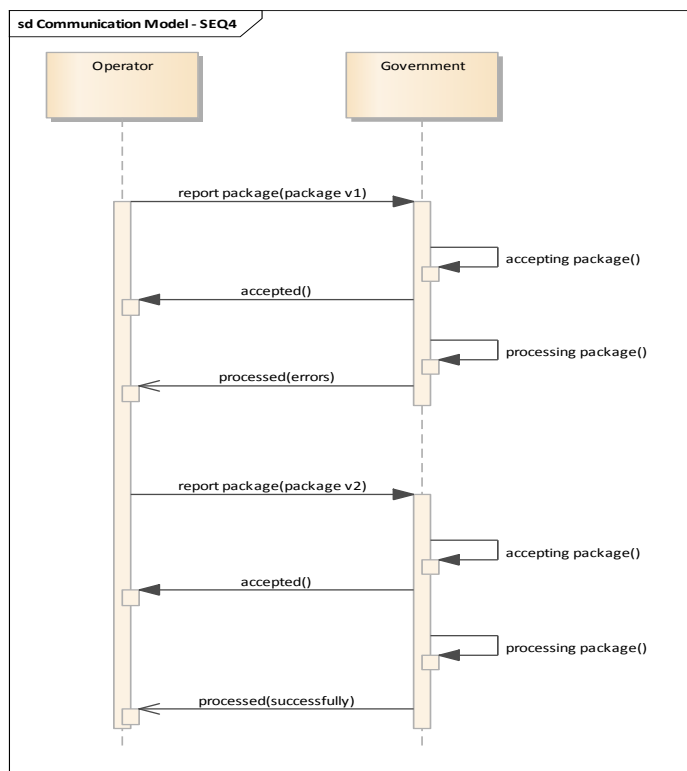 sd Communication Model - SEQ4
Operator
Government
report package(package v1)
accepting package()
accepted()
processing package()
processed(errors)
report package(package v2)
accepting package()
accepted()
processing package()
processed(successfully)